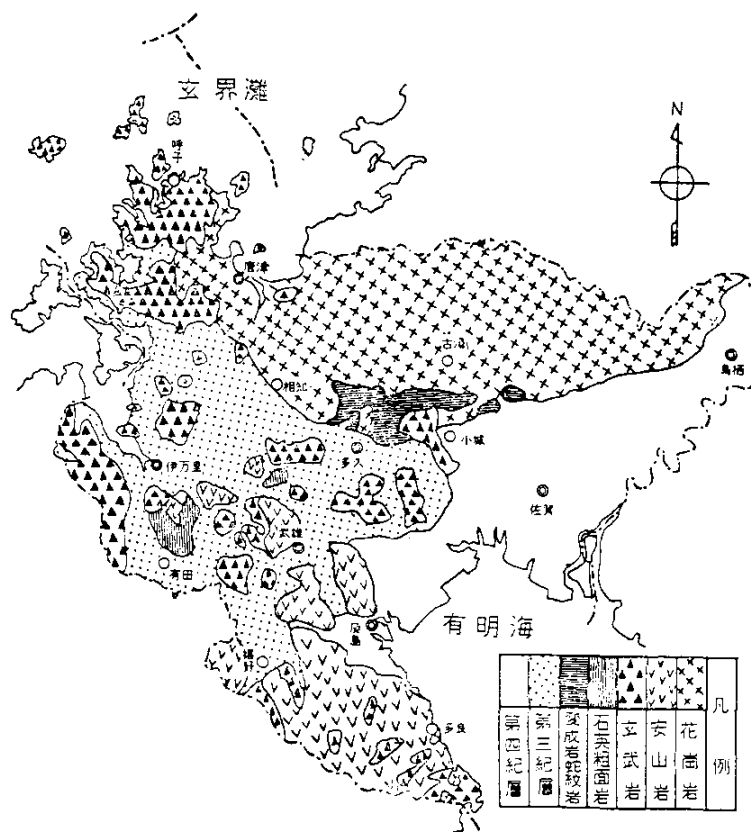 玄界灘
N
呼子
唐津
古湯
鳥栖
相知
小城
多久
伊万里
佐賀
武雄
有田
有明海
鹿島
嬉野
多良
凡例
花崗岩
安山岩
玄武岩
石英粗面岩
変成岩蛇紋岩
第三紀層
第四紀層